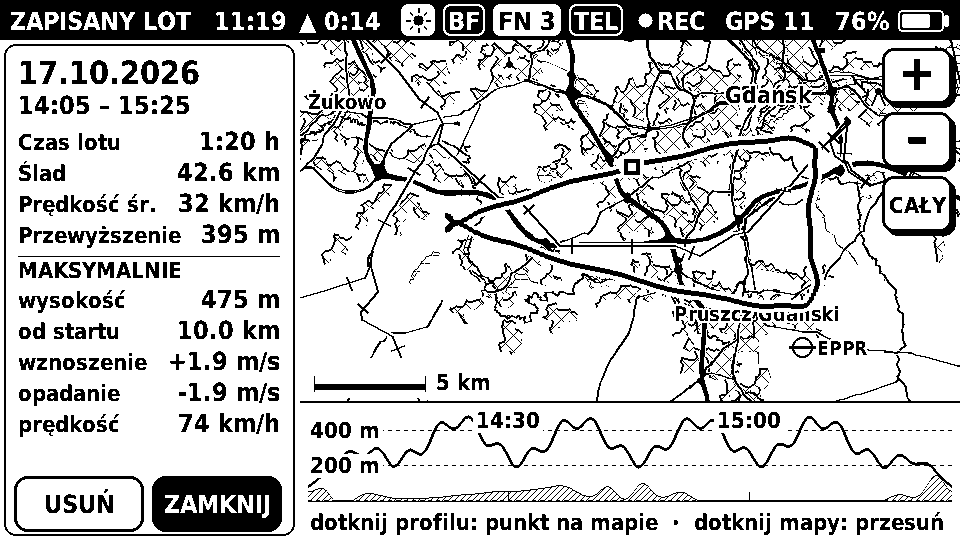 ZAPISANY LOT 11:19 ▲ 0:14 BF FN 3 TEL ●REC GPS 11 76%
17.10.2026
14:05 – 15:25
Czas lotu 1:20 h
Ślad 42.6 km
Prędkość śr. 32 km/h
Przewyższenie 395 m
MAKSYMALNIE
wysokość 475 m
od startu 10.0 km
wznoszenie +1.9 m/s
opadanie -1.9 m/s
prędkość 74 km/h
USUŃ ZAMKNIJ
Żukowo
Gdańsk
Pruszcz Gdański
EPPR
5 km
+
-
CAŁY
14:30 15:00
400 m
200 m
dotknij profilu: punkt na mapie · dotknij mapy: przesuń